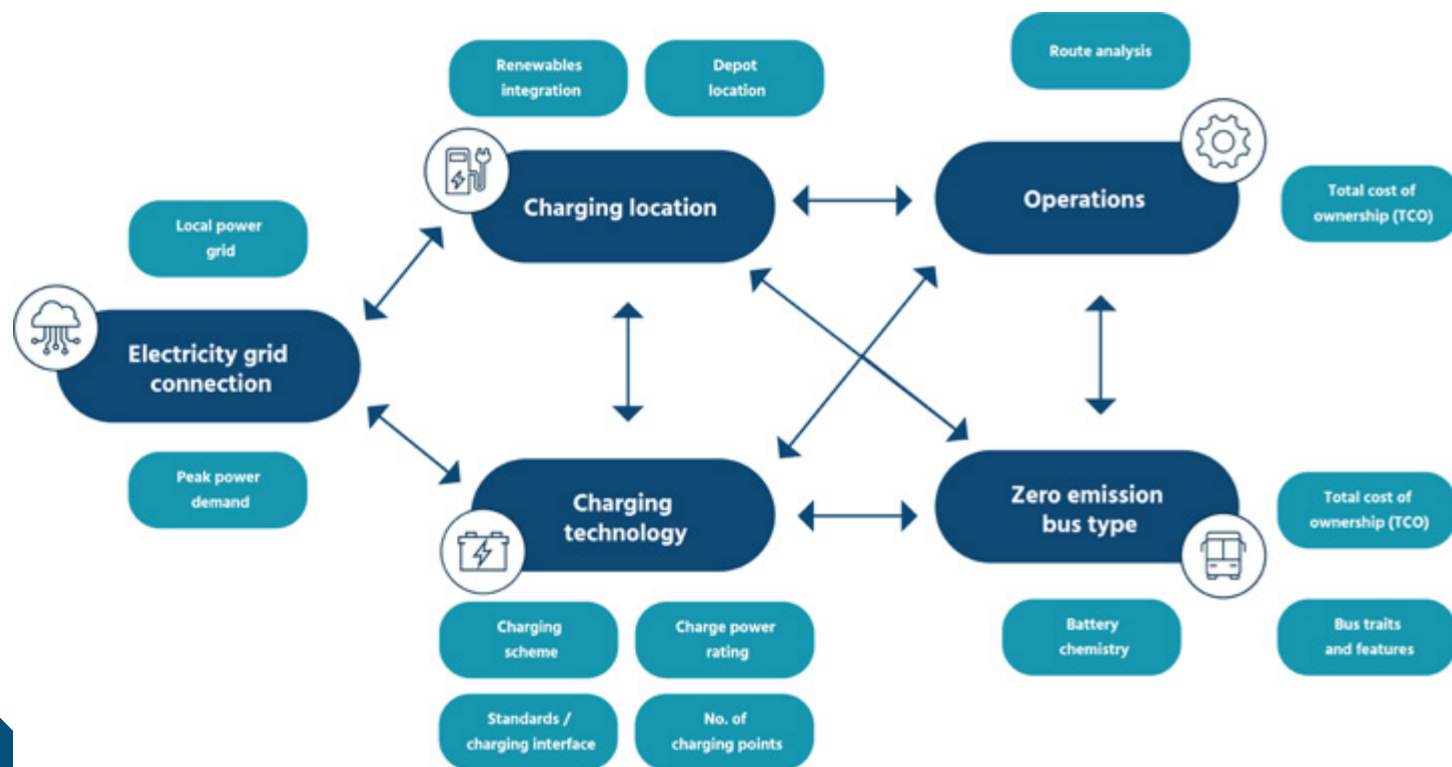 Renewables
integration
Depot
location
Route analysis
Charging location
Operations
Total cost of
ownership (TCO)
Local power
grid
Electricity grid
connection
Peak power
demand
Charging
technology
Zero emission
bus type
Total cost of
ownership (TCO)
Charging
scheme
Charge power
rating
Battery
chemistry
Bus traits
and features
Standards /
charging interface
No. of
charging points